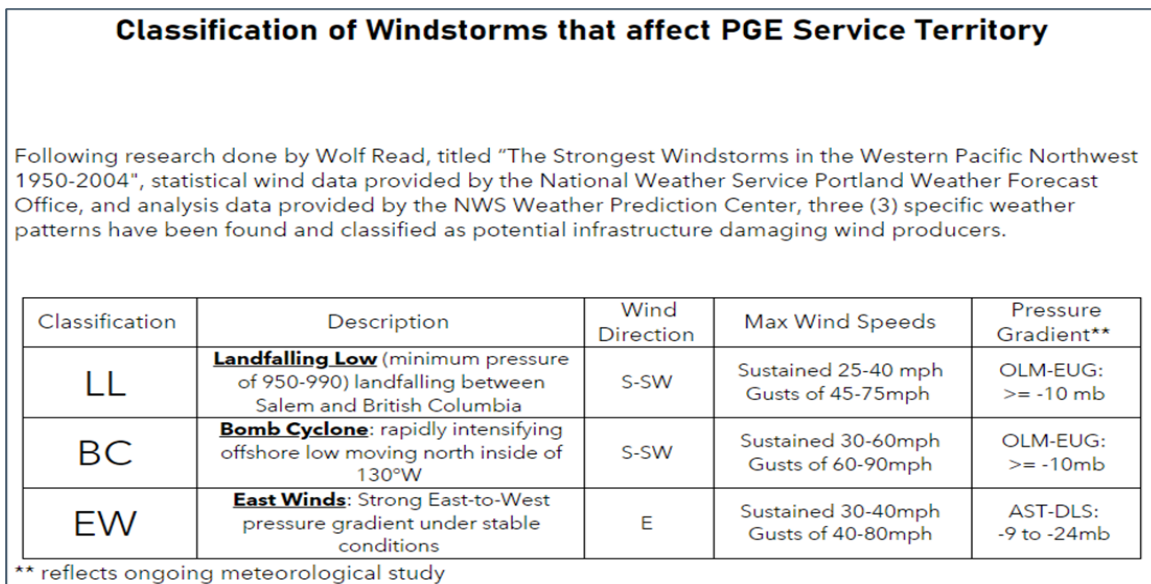 Classification of Windstorms that affect PGE Service Territory
Following research done by Wolf Read, titled “The Strongest Windstorms in the Western Pacific Northwest
1950-2004", statistical wind data provided by the National Weather Service Portland Weather Forecast
Office, and analysis data provided by the NWS Weather Prediction Center, three (3) specific weather
patterns have been found and classified as potential infrastructure damaging wind producers.
Classification
Description
Wind
Direction
Max Wind Speeds
Pressure
Gradient**
LL
Landfalling Low (minimum pressure
of 950-990) landfalling between
Salem and British Columbia
S-SW
Sustained 25-40 mph
Gusts of 45-75mph
OLM-EUG:
>= -10 mb
BC
Bomb Cyclone: rapidly intensifying
offshore low moving north inside of
130°W
S-SW
Sustained 30-60mph
Gusts of 60-90mph
OLM-EUG:
>= -10mb
EW
East Winds: Strong East-to-West
pressure gradient under stable
conditions
E
Sustained 30-40mph
Gusts of 40-80mph
AST-DLS:
-9 to -24mb
** reflects ongoing meteorological study